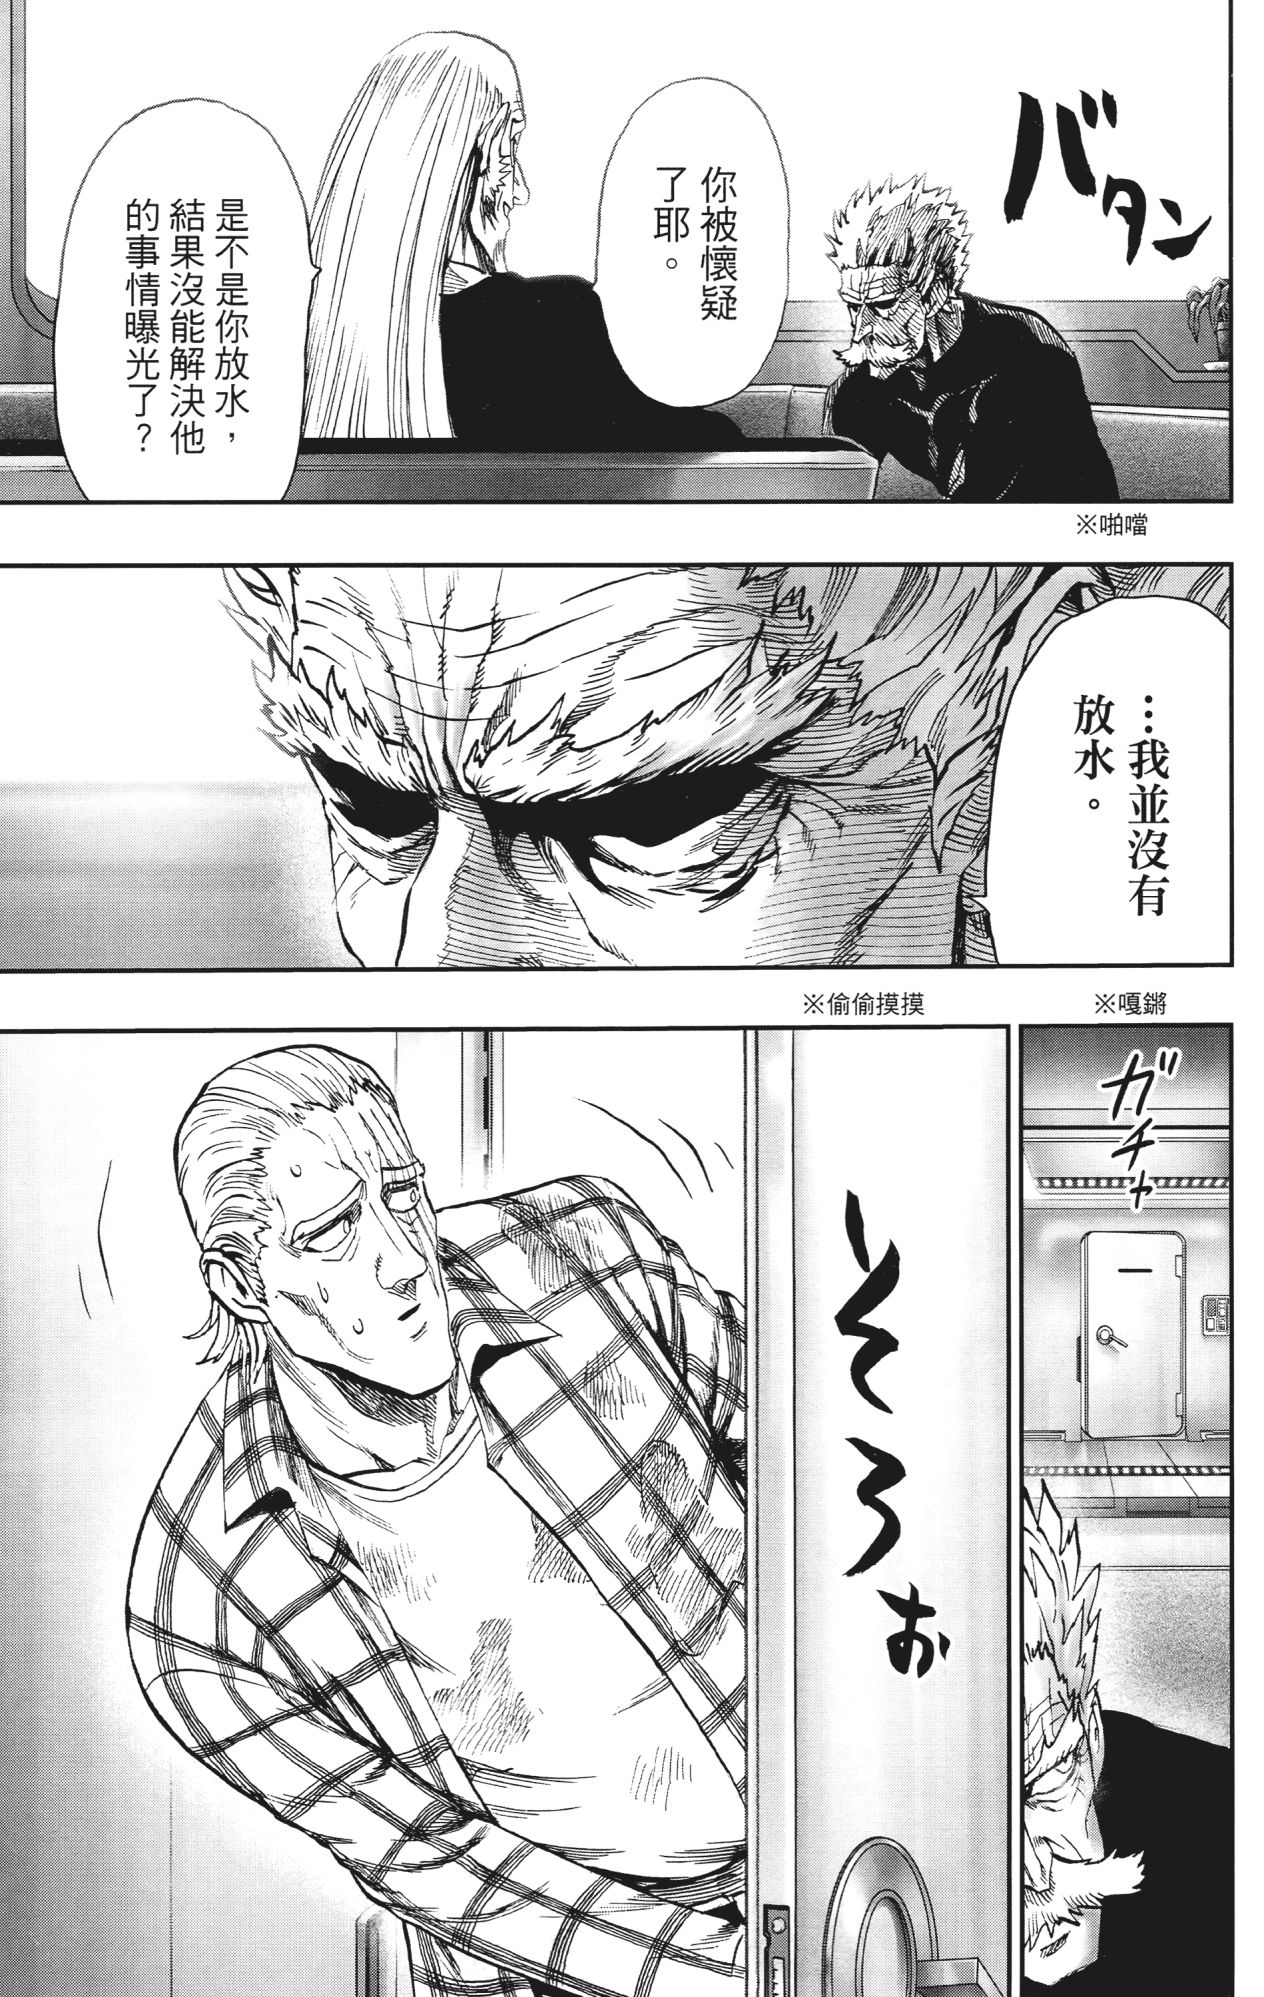 バタン
你被懷疑
了耶。
是不是你放水，
結果沒能解決他
的事情曝光了？
※啪噹
…我並沒有
放水。
※嘎鏘
ガチャ
※偷偷摸摸
そろぉ